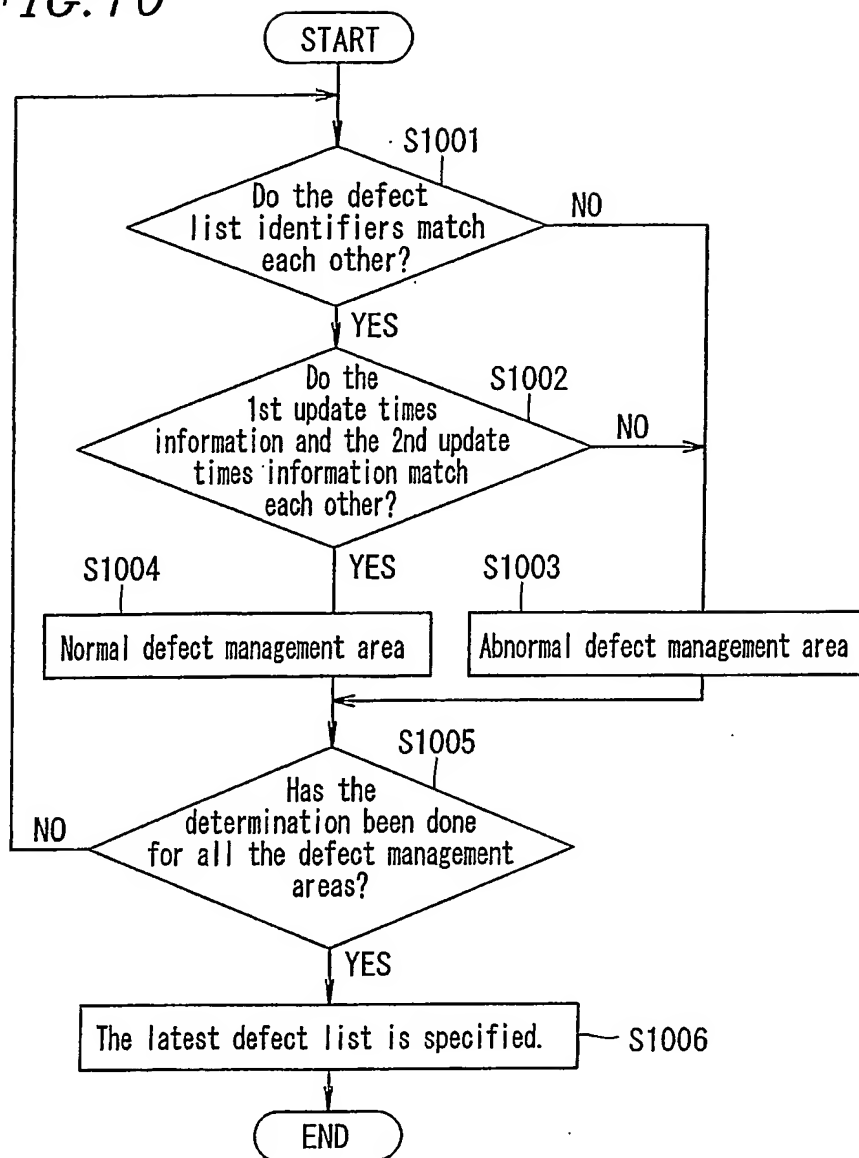 FIG. 10
START
S1001
Do the defect
list identifiers match
each other?
NO
YES
S1002
Do the
1st update times
information and the 2nd update
times information match
each other?
NO
YES
S1004
S1003
Normal defect management area
Abnormal defect management area
S1005
Has the
determination been done
for all the defect management
areas?
NO
YES
The latest defect list is specified.
S1006
END